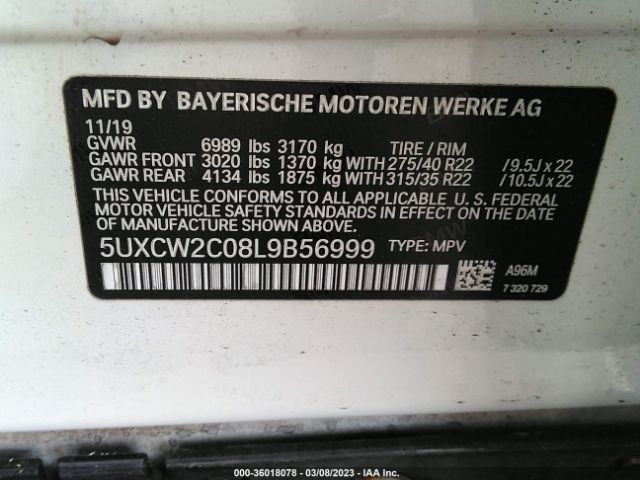 MFD BY BAYERISCHE MOTOREN WERKE AG
11/19
GVWR 6989 lbs 3170 kg TIRE / RIM
GAWR FRONT 3020 lbs 1370 kg WITH 275/40 R22 / 9.5J x 22
GAWR REAR 4134 lbs 1875 kg WITH 315/35 R22 / 10.5J x 22
THIS VEHICLE CONFORMS TO ALL APPLICABLE U.S. FEDERAL
MOTOR VEHICLE SAFETY STANDARDS IN EFFECT ON THE DATE
OF MANUFACTURE SHOWN ABOVE.
5UXCW2C08L9B56999 TYPE: MPV
A96M
7 320 729
000-36018078 - 03/08/2023 - IAA Inc.